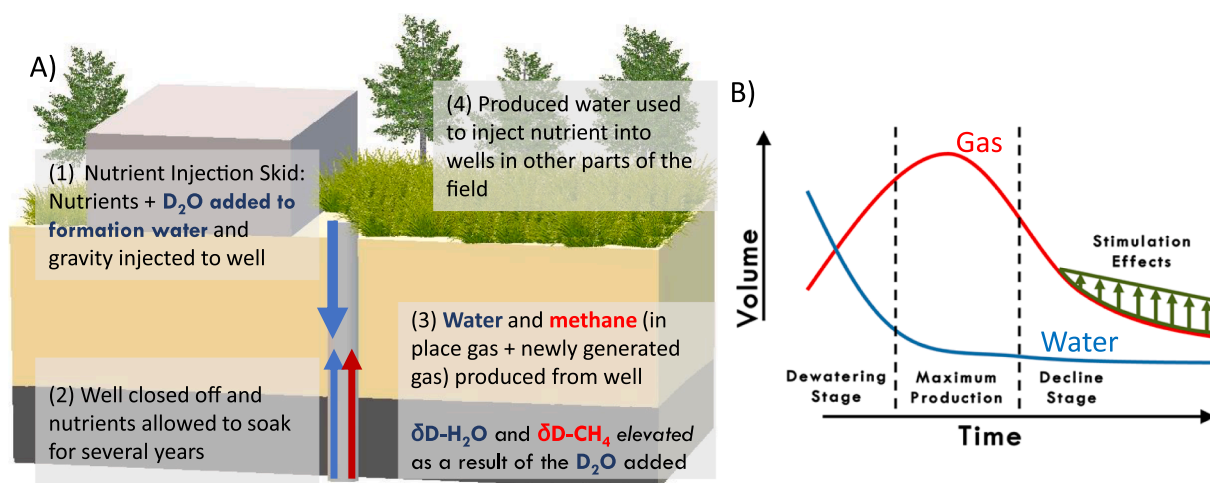 A)
(1) Nutrient Injection Skid:
Nutrients + D₂O added to
formation water and
gravity injected to well
(2) Well closed off and
nutrients allowed to soak
for several years
(3) Water and methane (in
place gas + newly generated
gas) produced from well
δD-H₂O and δD-CH₄ elevated
as a result of the D₂O added
(4) Produced water used
to inject nutrient into
wells in other parts of the
field
B)
Volume
Gas
Stimulation
Effects
Water
Dewatering
Stage
Maximum
Production
Decline
Stage
Time